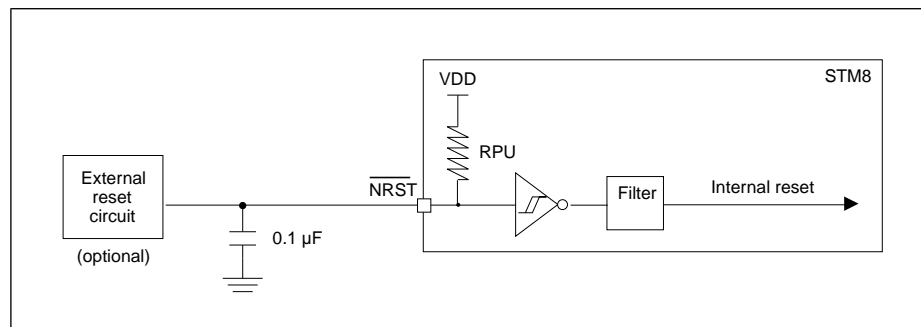 STM8
VDD
RPU
External
reset
circuit
(optional)
NRST
0.1 µF
Filter
Internal reset